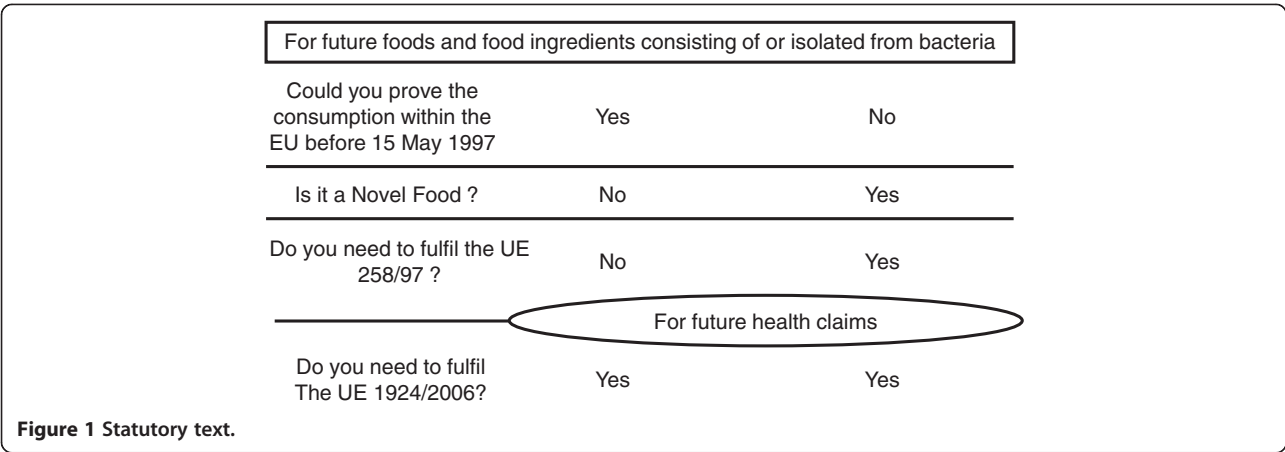 For future foods and food ingredients consisting of or isolated from bacteria
Could you prove the
consumption within the
EU before 15 May 1997
Yes
No
Is it a Novel Food ?
No
Yes
Do you need to fulfil the UE
258/97 ?
No
Yes
For future health claims
Do you need to fulfil
The UE 1924/2006?
Yes
Yes
Figure 1 Statutory text.